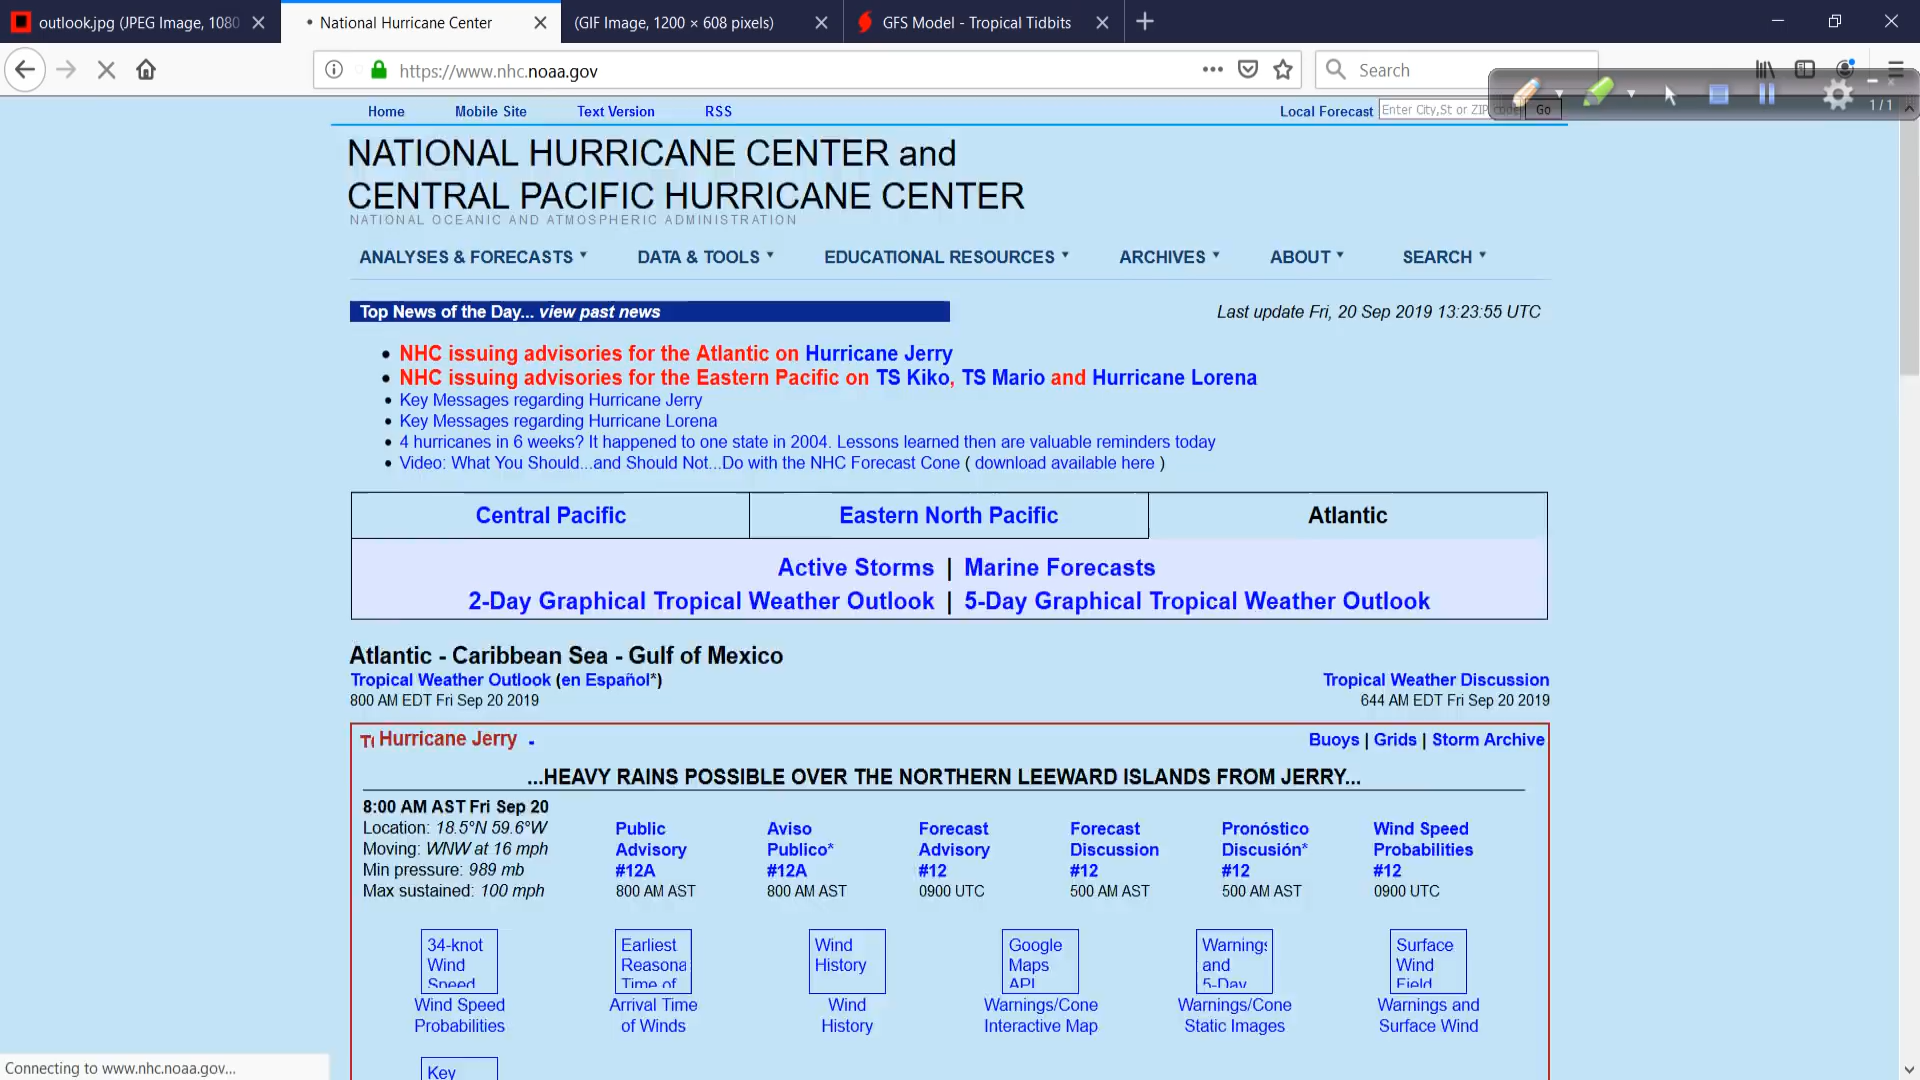 outlook.jpg (JPEG Image, 1080
National Hurricane Center
(GIF Image, 1200 × 608 pixels)
GFS Model - Tropical Tidbits
https://www.nhc.noaa.gov
Search
1/1
Home
Mobile Site
Text Version
RSS
Local Forecast
Enter City,St or ZIP code
Go
NATIONAL HURRICANE CENTER and
CENTRAL PACIFIC HURRICANE CENTER
NATIONAL OCEANIC AND ATMOSPHERIC ADMINISTRATION
ANALYSES & FORECASTS
DATA & TOOLS
EDUCATIONAL RESOURCES
ARCHIVES
ABOUT
SEARCH
Top News of the Day... view past news
Last update Fri, 20 Sep 2019 13:23:55 UTC
NHC issuing advisories for the Atlantic on Hurricane Jerry
NHC issuing advisories for the Eastern Pacific on TS Kiko, TS Mario and Hurricane Lorena
Key Messages regarding Hurricane Jerry
Key Messages regarding Hurricane Lorena
4 hurricanes in 6 weeks? It happened to one state in 2004. Lessons learned then are valuable reminders today
Video: What You Should...and Should Not...Do with the NHC Forecast Cone ( download available here )
Central Pacific
Eastern North Pacific
Atlantic
Active Storms | Marine Forecasts
2-Day Graphical Tropical Weather Outlook | 5-Day Graphical Tropical Weather Outlook
Atlantic - Caribbean Sea - Gulf of Mexico
Tropical Weather Outlook (en Español*)
Tropical Weather Discussion
800 AM EDT Fri Sep 20 2019
644 AM EDT Fri Sep 20 2019
Hurricane Jerry -
Buoys | Grids | Storm Archive
...HEAVY RAINS POSSIBLE OVER THE NORTHERN LEEWARD ISLANDS FROM JERRY...
8:00 AM AST Fri Sep 20
Location: 18.5°N 59.6°W
Moving: WNW at 16 mph
Min pressure: 989 mb
Max sustained: 100 mph
Public
Advisory
#12A
800 AM AST
Aviso
Publico*
#12A
800 AM AST
Forecast
Advisory
#12
0900 UTC
Forecast
Discussion
#12
500 AM AST
Pronóstico
Discusión*
#12
500 AM AST
Wind Speed
Probabilities
#12
0900 UTC
34-knot
Wind
Speed
Wind Speed
Probabilities
Earliest
Reasona
Time of
Arrival Time
of Winds
Wind
History
Wind
History
Google
Maps
API
Warnings/Cone
Interactive Map
Warnings
and
5-Day
Warnings/Cone
Static Images
Surface
Wind
Field
Warnings and
Surface Wind
Key
Connecting to www.nhc.noaa.gov...